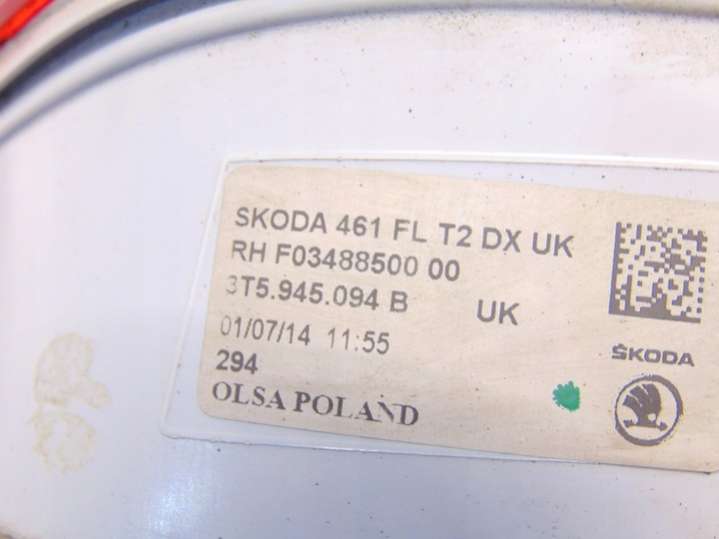 SKODA 461 FL T2 DX UK
RH F03488500 00
3T5.945.094 B UK
01/07/14 11:55
294
OLSA POLAND
ŠKODA